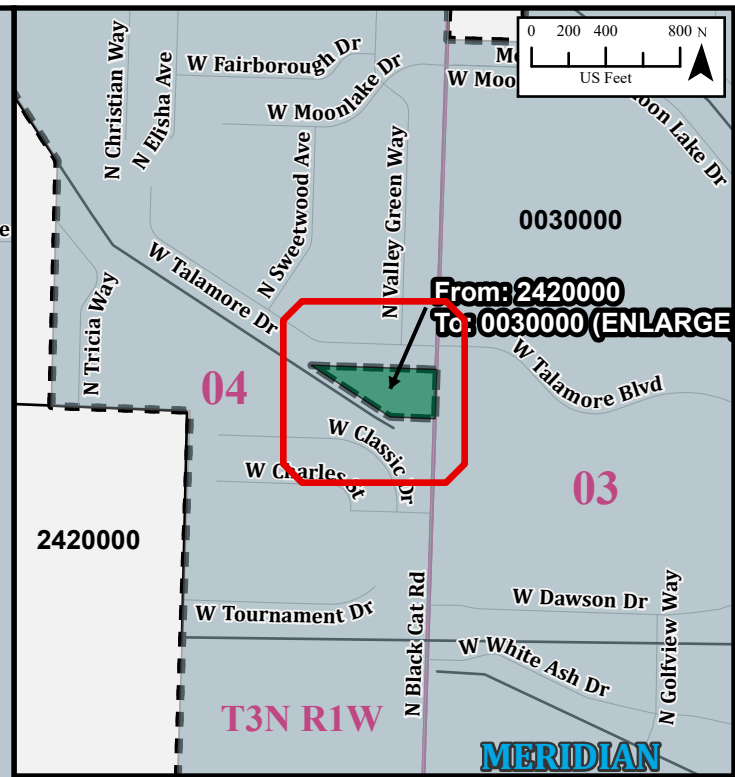 N Christian Way
N Elisha Ave
W Fairborough Dr
W Moonlake Dr
0 200 400 800 N
US Feet
W Moo
oon Lake Dr
e
N Sweetwood Ave
N Valley Green Way
0030000
W Talamore Dr
From: 2420000
To: 0030000 (ENLARGE
N Tricia Way
04
W Talamore Blvd
W Classic Dr
W Charles St
03
2420000
W Tournament Dr
N Black Cat Rd
W Dawson Dr
N Golfview Way
W White Ash Dr
T3N R1W
MERIDIAN